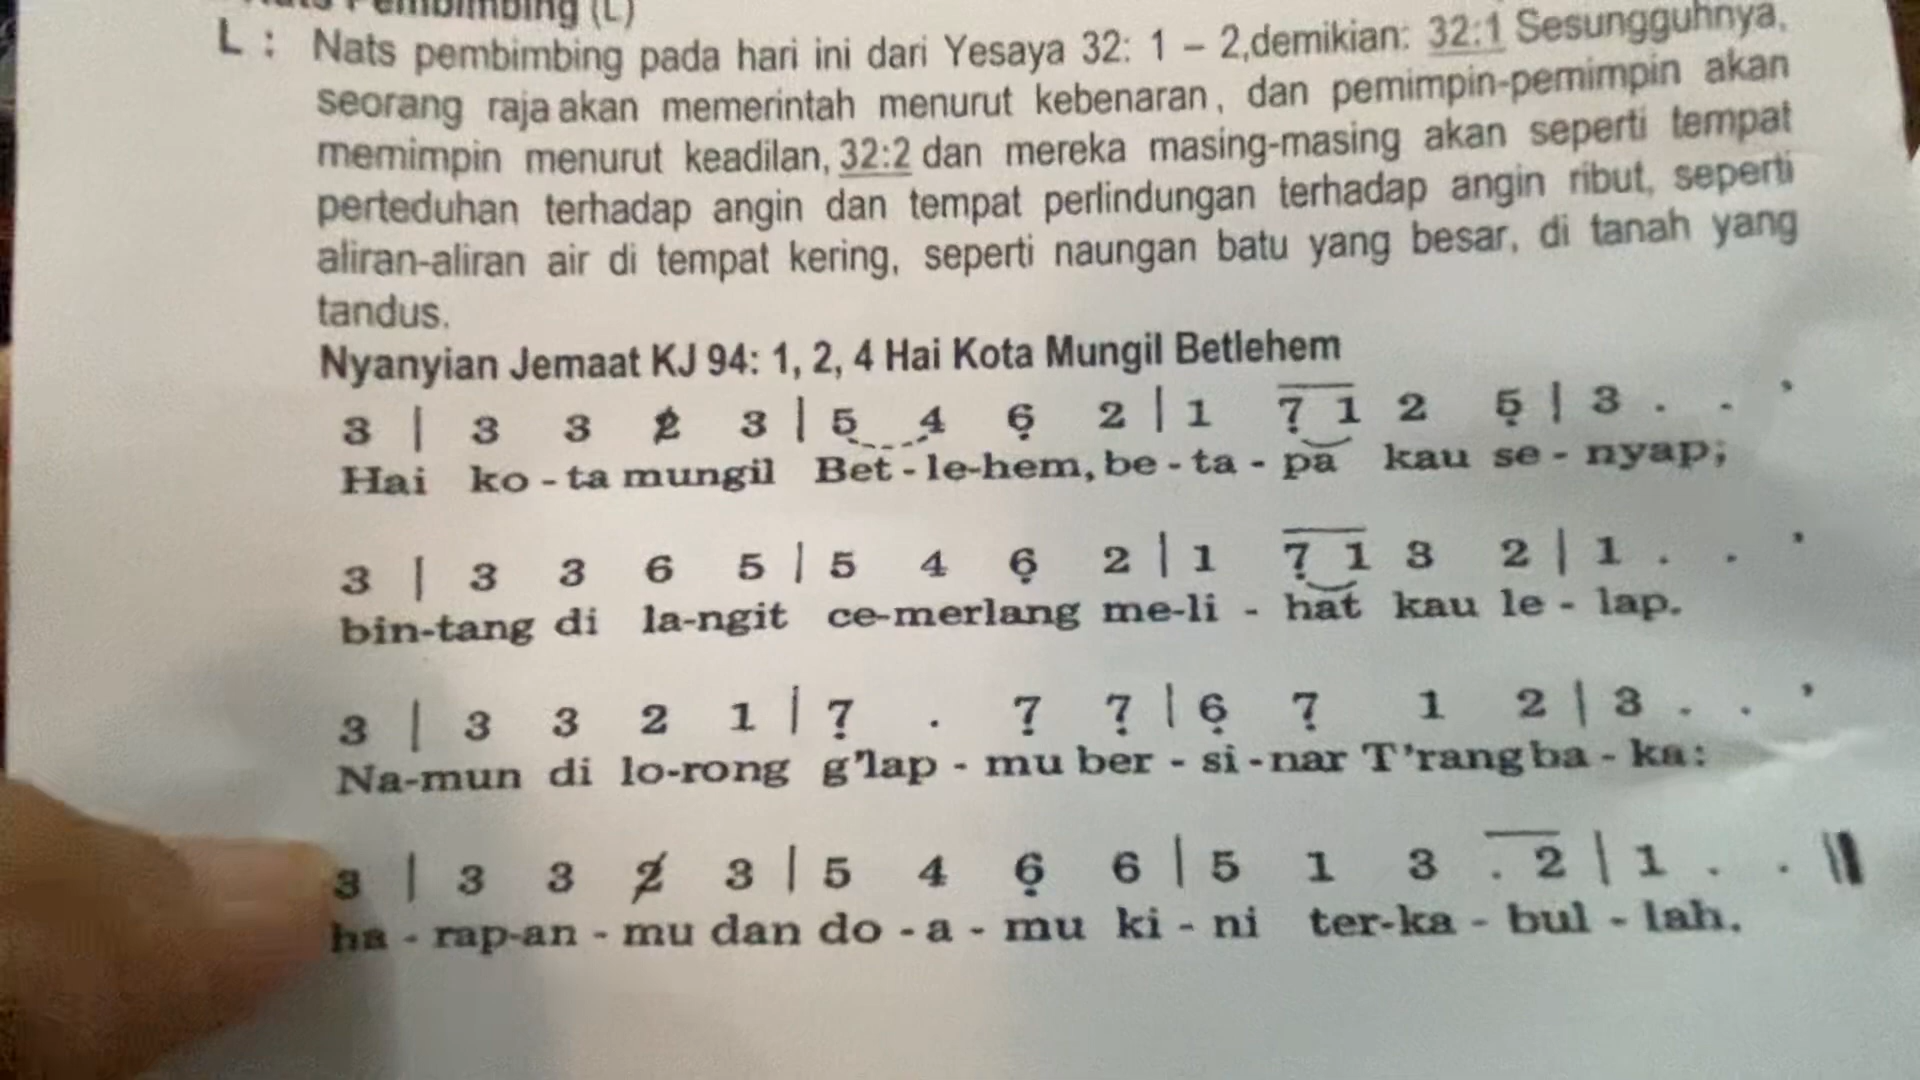 Pembimbing (L)
L : Nats pembimbing pada hari ini dari Yesaya 32: 1 – 2,demikian: 32:1 Sesungguhnya,
seorang raja akan memerintah menurut kebenaran, dan pemimpin-pemimpin akan
memimpin menurut keadilan, 32:2 dan mereka masing-masing akan seperti tempat
perteduhan terhadap angin dan tempat perlindungan terhadap angin ribut, seperti
aliran-aliran air di tempat kering, seperti naungan batu yang besar, di tanah yang
tandus.
Nyanyian Jemaat KJ 94: 1, 2, 4 Hai Kota Mungil Betlehem
3 | 3 3 2̸ 3 | 5 4 6̣ 2 | 1 7̣ 1 2 5̣ | 3 . . ʼ
Hai ko - ta mungil Bet - le-hem, be - ta - pa kau se - nyap;
3 | 3 3 6 5 | 5 4 6̣ 2 | 1 7̣ 1 3 2 | 1 . . ʼ
bin-tang di la-ngit ce-merlang me-li - hat kau le - lap.
3 | 3 3 2 1 | 7̣ . 7̣ 7̣ | 6̣ 7̣ 1 2 | 3 . . ʼ
Na-mun di lo-rong g'lap - mu ber - si - nar T'rang ba - ka:
3 | 3 3 2̸ 3 | 5 4 6̣ 6 | 5 1 3 . 2 | 1 . . ||
ha - rap-an - mu dan do - a - mu ki - ni ter-ka - bul - lah.